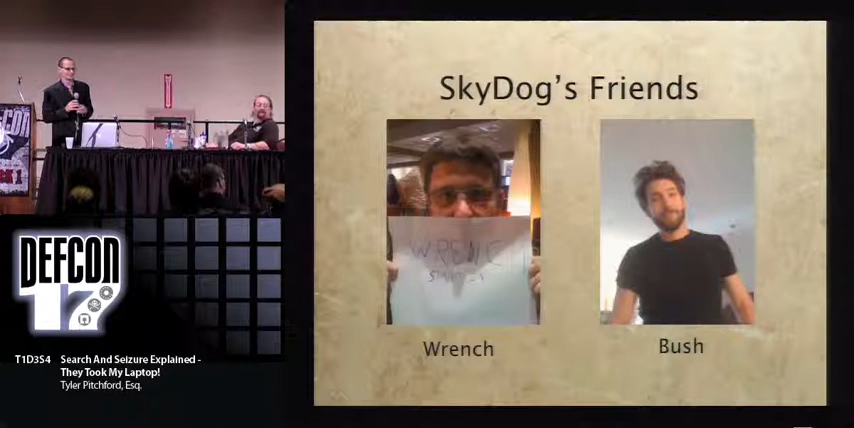 SkyDog's Friends
WRENCH
Wrench
Bush
DEFCON
DEFCON
17
T1D3S4 Search And Seizure Explained -
They Took My Laptop!
Tyler Pitchford, Esq.